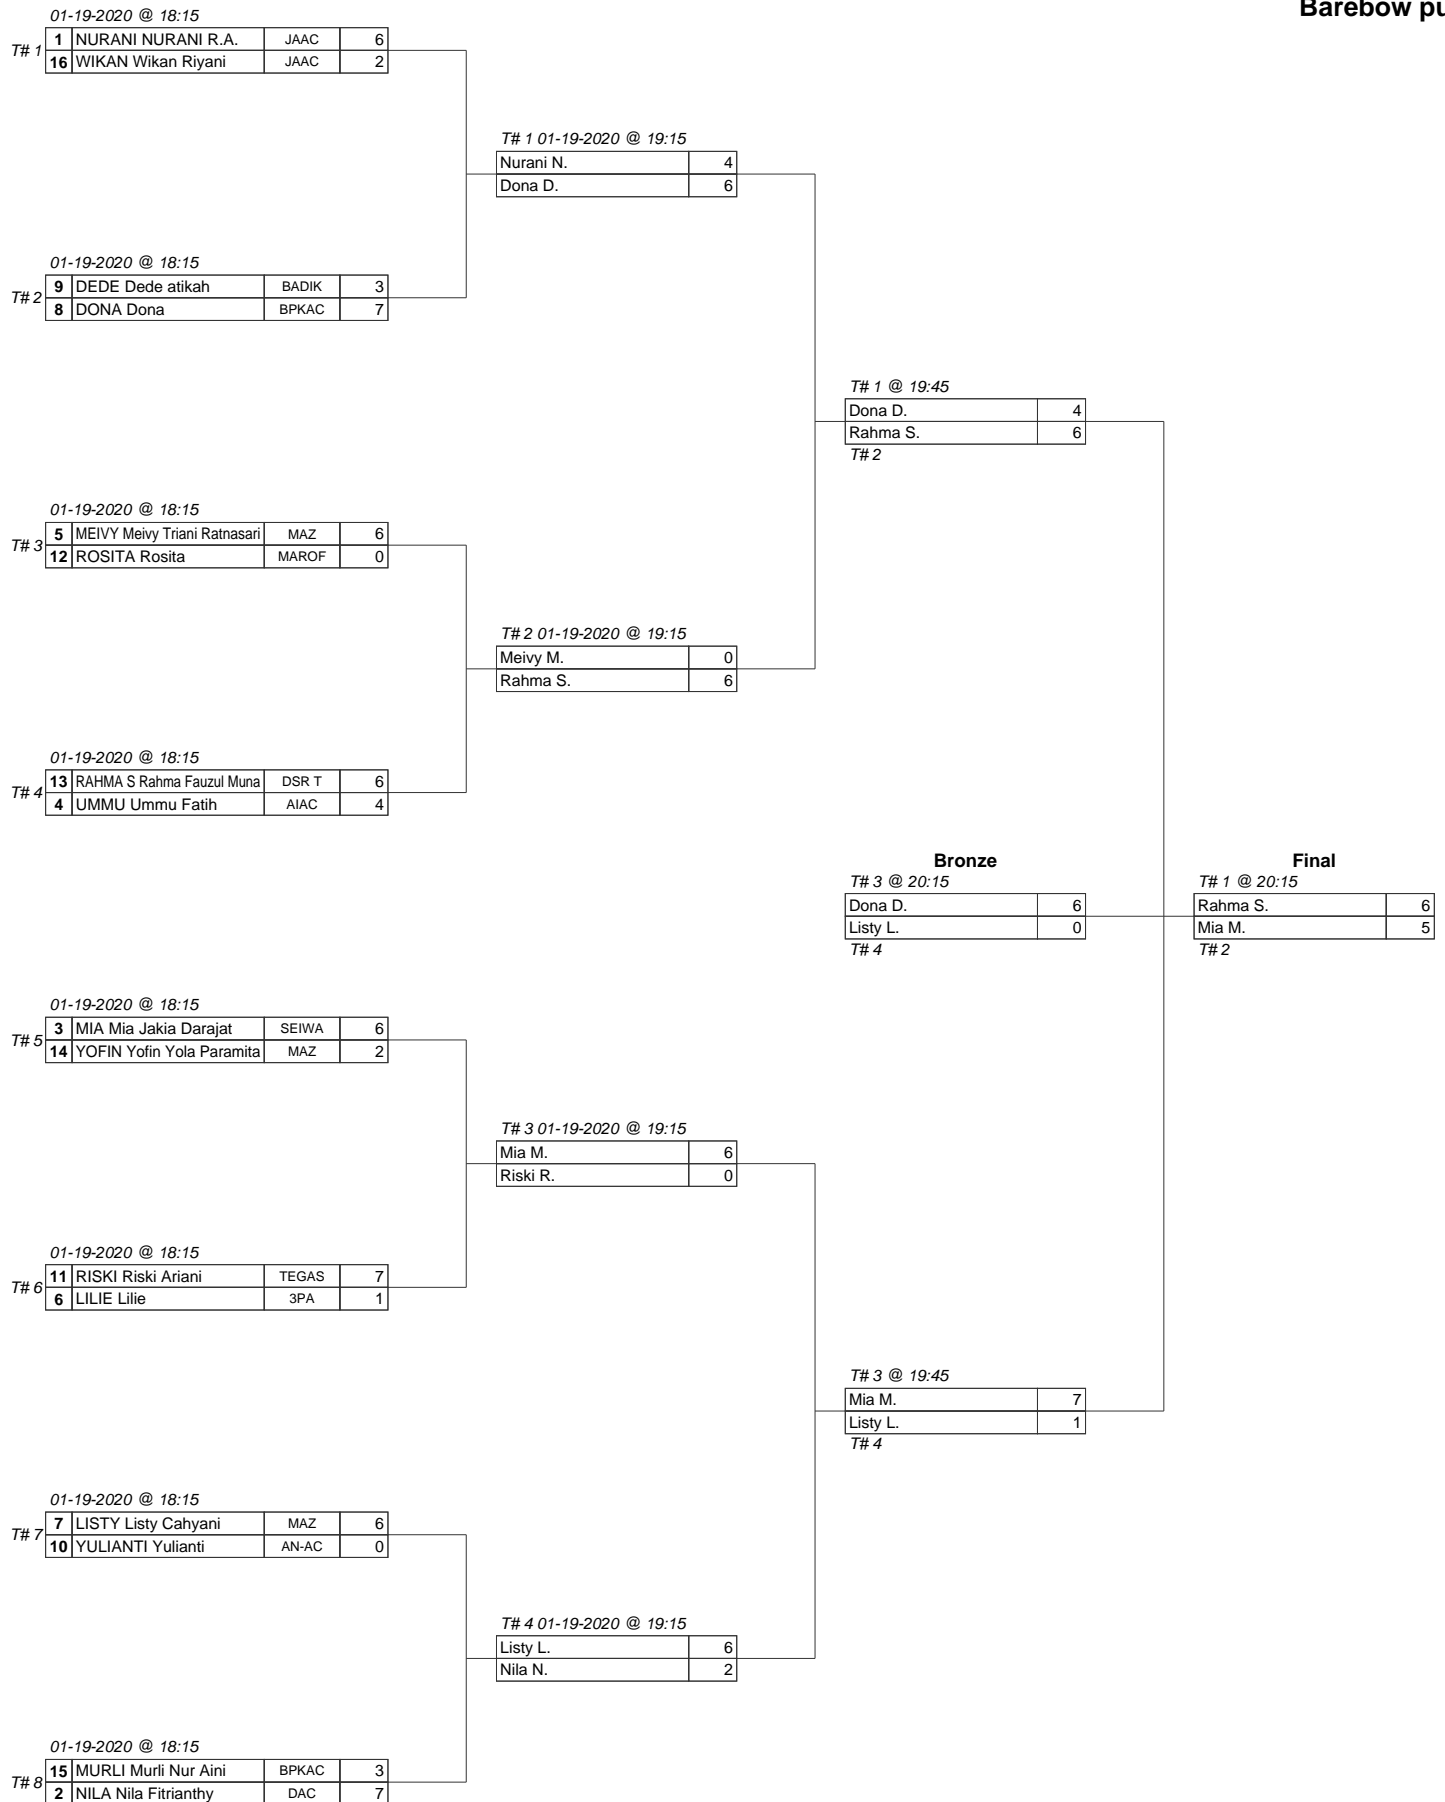 Barebow pu
01-19-2020 @ 18:15
T# 1
1 NURANI NURANI R.A. JAAC 6
16 WIKAN Wikan Riyani JAAC 2
T# 1 01-19-2020 @ 19:15
Nurani N. 4
Dona D. 6
01-19-2020 @ 18:15
T# 2
9 DEDE Dede atikah BADIK 3
8 DONA Dona BPKAC 7
T# 1 @ 19:45
Dona D. 4
Rahma S. 6
T# 2
01-19-2020 @ 18:15
T# 3
5 MEIVY Meivy Triani Ratnasari MAZ 6
12 ROSITA Rosita MAROF 0
T# 2 01-19-2020 @ 19:15
Meivy M. 0
Rahma S. 6
01-19-2020 @ 18:15
T# 4
13 RAHMA S Rahma Fauzul Muna DSR T 6
4 UMMU Ummu Fatih AIAC 4
Bronze
T# 3 @ 20:15
Dona D. 6
Listy L. 0
T# 4
Final
T# 1 @ 20:15
Rahma S. 6
Mia M. 5
T# 2
01-19-2020 @ 18:15
T# 5
3 MIA Mia Jakia Darajat SEIWA 6
14 YOFIN Yofin Yola Paramita MAZ 2
T# 3 01-19-2020 @ 19:15
Mia M. 6
Riski R. 0
01-19-2020 @ 18:15
T# 6
11 RISKI Riski Ariani TEGAS 7
6 LILIE Lilie 3PA 1
T# 3 @ 19:45
Mia M. 7
Listy L. 1
T# 4
01-19-2020 @ 18:15
T# 7
7 LISTY Listy Cahyani MAZ 6
10 YULIANTI Yulianti AN-AC 0
T# 4 01-19-2020 @ 19:15
Listy L. 6
Nila N. 2
01-19-2020 @ 18:15
T# 8
15 MURLI Murli Nur Aini BPKAC 3
2 NILA Nila Fitrianthy DAC 7